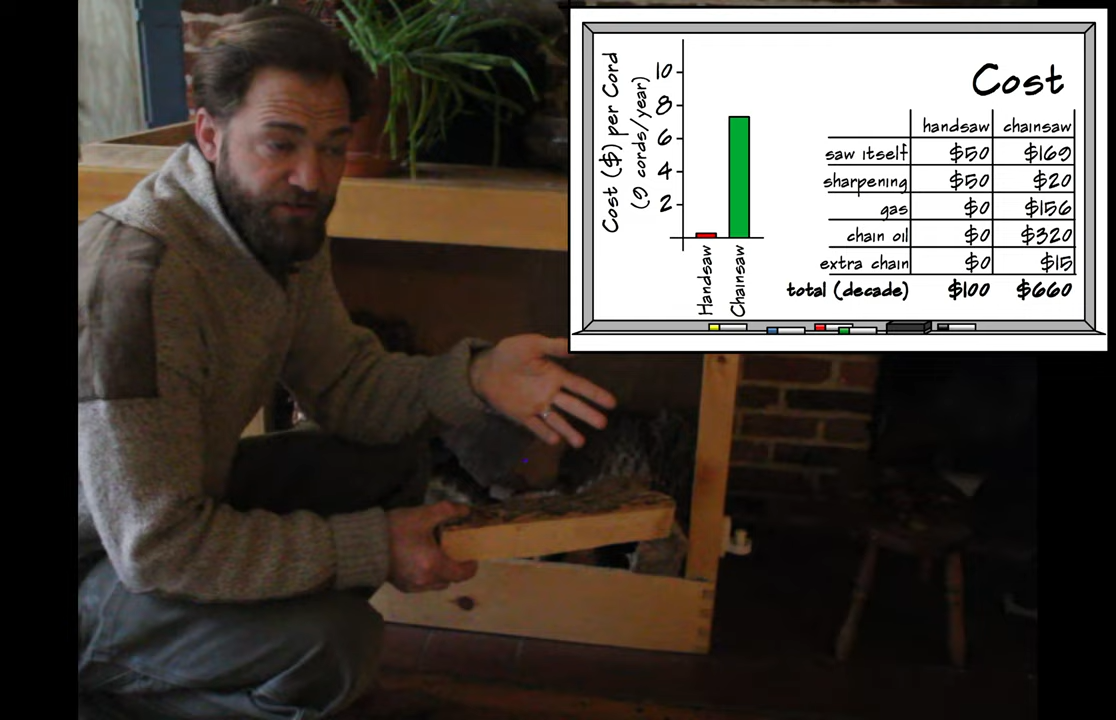 Cost
Cost ($) per Cord
(9 cords/year)
10
8
6
4
2
Handsaw
Chainsaw
handsaw chainsaw
saw itself $50 $169
sharpening $50 $20
gas $0 $156
chain oil $0 $320
extra chain $0 $15
total (decade) $100 $660